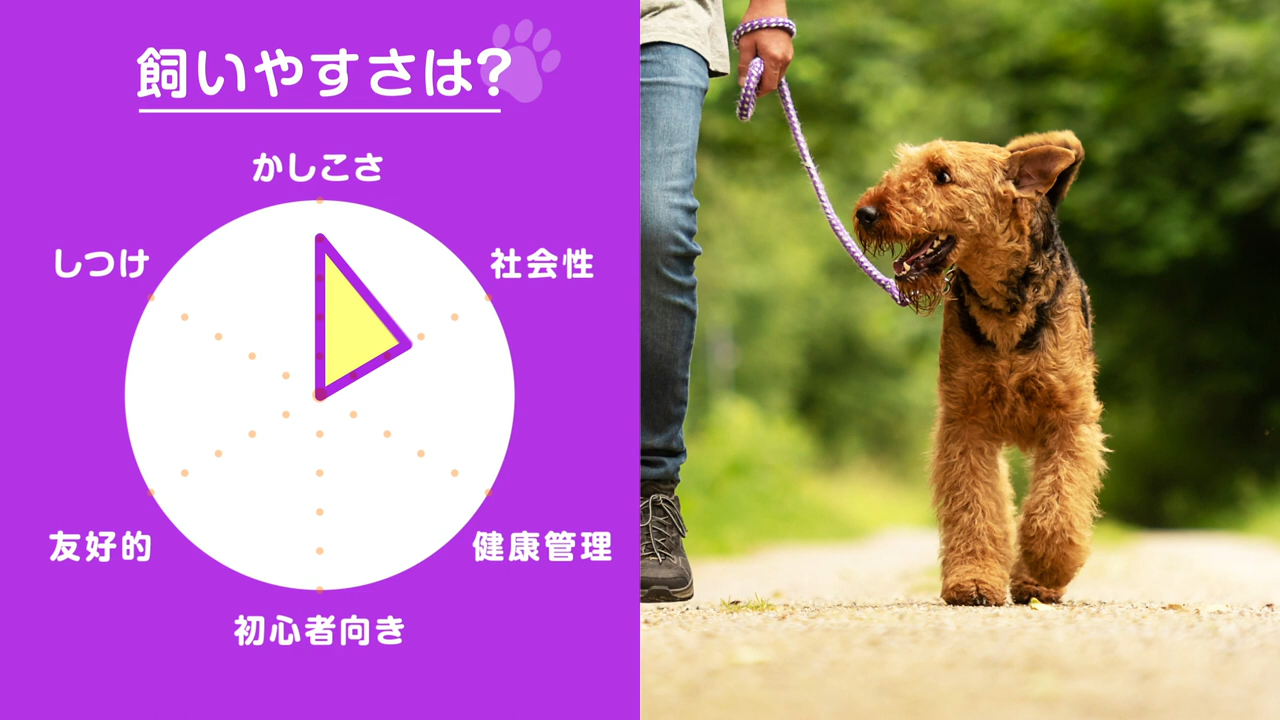 飼いやすさは?
かしこさ
しつけ
社会性
友好的
健康管理
初心者向き